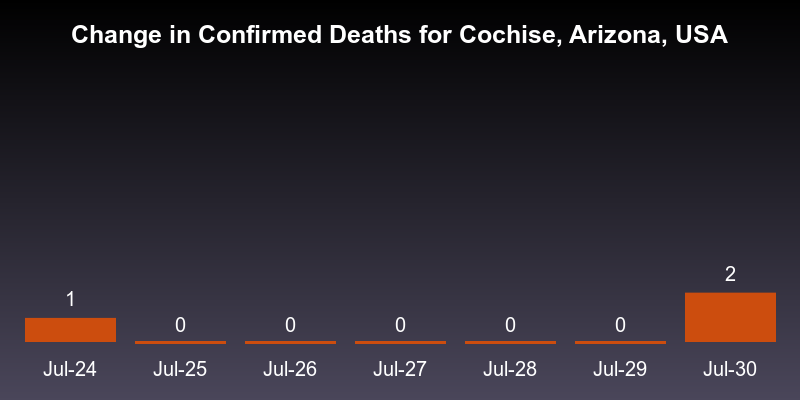 Change in Confirmed Deaths for Cochise, Arizona, USA
2
1
0 0 0 0 0
Jul-24 Jul-25 Jul-26 Jul-27 Jul-28 Jul-29 Jul-30